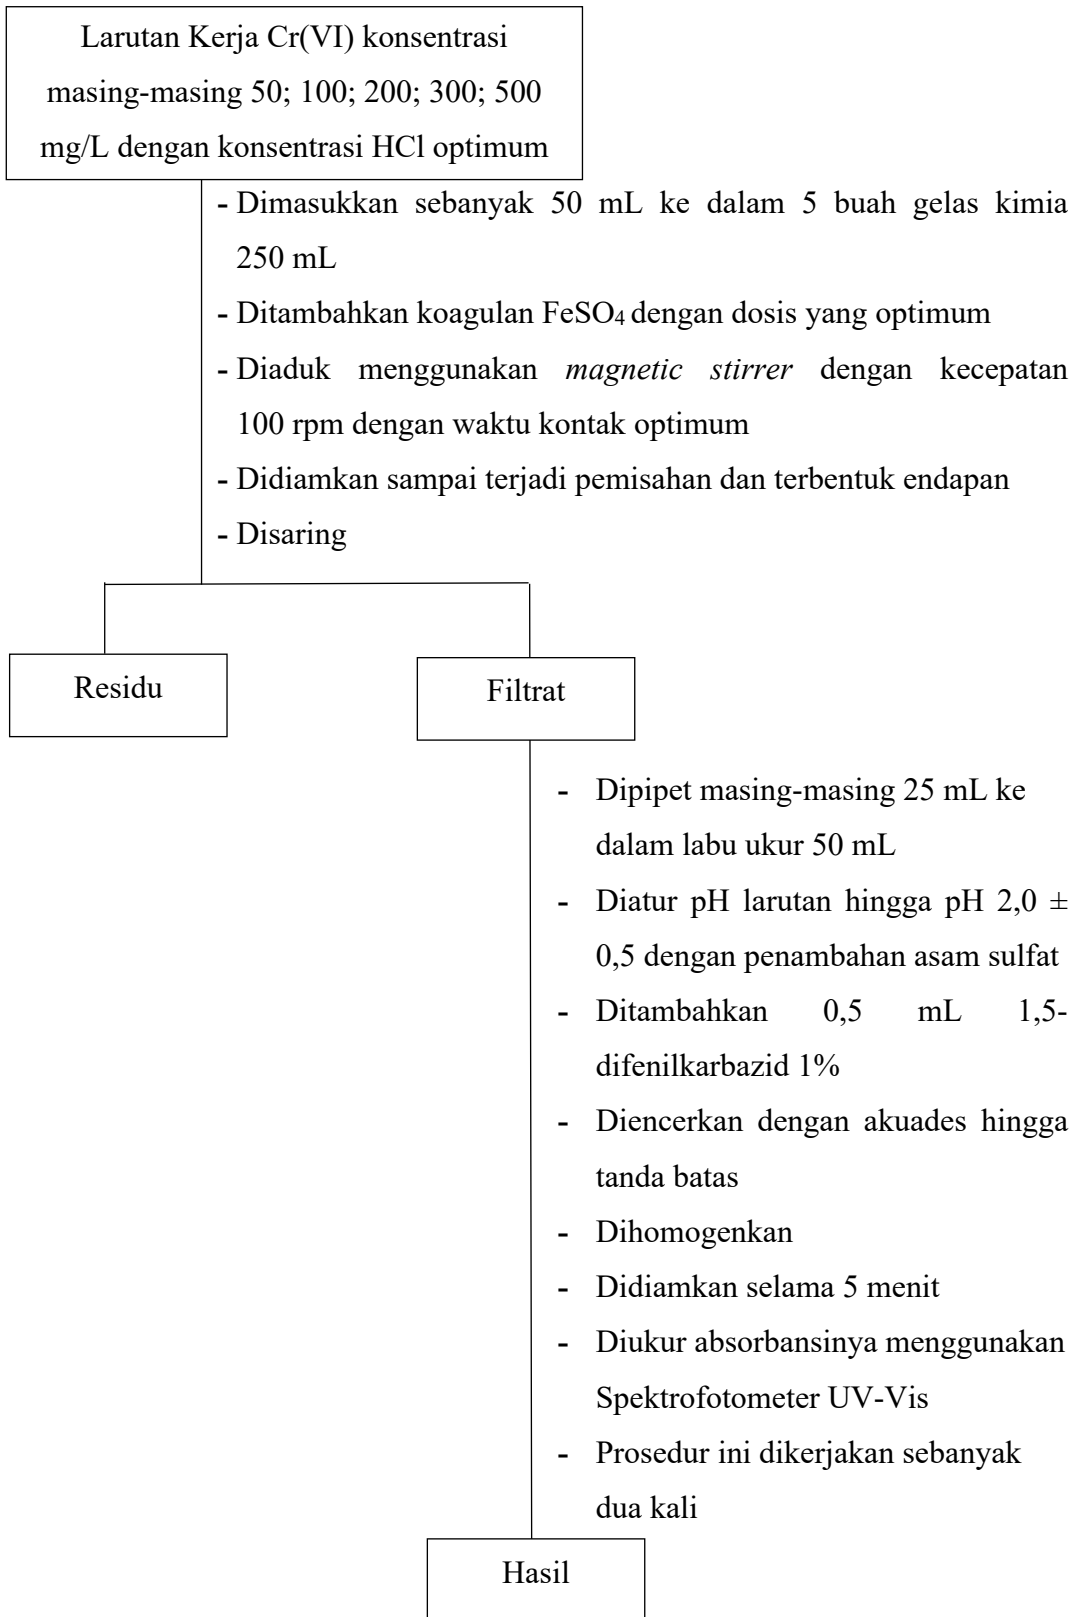 Larutan Kerja Cr(VI) konsentrasi
masing-masing 50; 100; 200; 300; 500
mg/L dengan konsentrasi HCl optimum
- Dimasukkan sebanyak 50 mL ke dalam 5 buah gelas kimia
250 mL
- Ditambahkan koagulan FeSO₄ dengan dosis yang optimum
- Diaduk menggunakan magnetic stirrer dengan kecepatan
100 rpm dengan waktu kontak optimum
- Didiamkan sampai terjadi pemisahan dan terbentuk endapan
- Disaring
Residu
Filtrat
- Dipipet masing-masing 25 mL ke
dalam labu ukur 50 mL
- Diatur pH larutan hingga pH 2,0 ±
0,5 dengan penambahan asam sulfat
- Ditambahkan 0,5 mL 1,5-
difenilkarbazid 1%
- Diencerkan dengan akuades hingga
tanda batas
- Dihomogenkan
- Didiamkan selama 5 menit
- Diukur absorbansinya menggunakan
Spektrofotometer UV-Vis
- Prosedur ini dikerjakan sebanyak
dua kali
Hasil